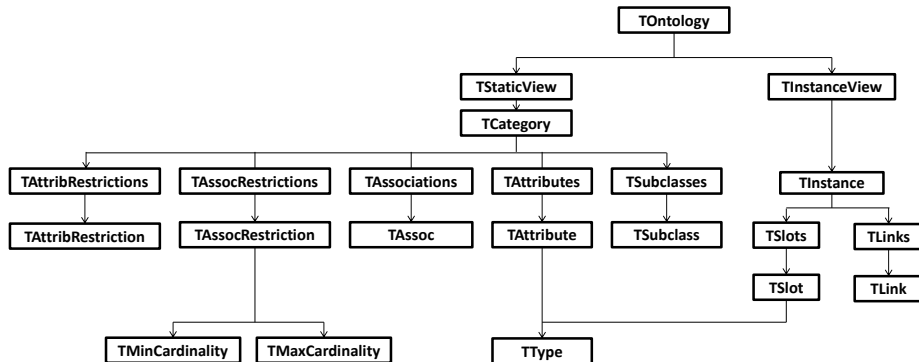 TOntology
TStaticView
TInstanceView
TCategory
TAttribRestrictions
TAssocRestrictions
TAssociations
TAttributes
TSubclasses
TInstance
TAttribRestriction
TAssocRestriction
TAssoc
TAttribute
TSubclass
TSlots
TLinks
TSlot
TLink
TMinCardinality
TMaxCardinality
TType